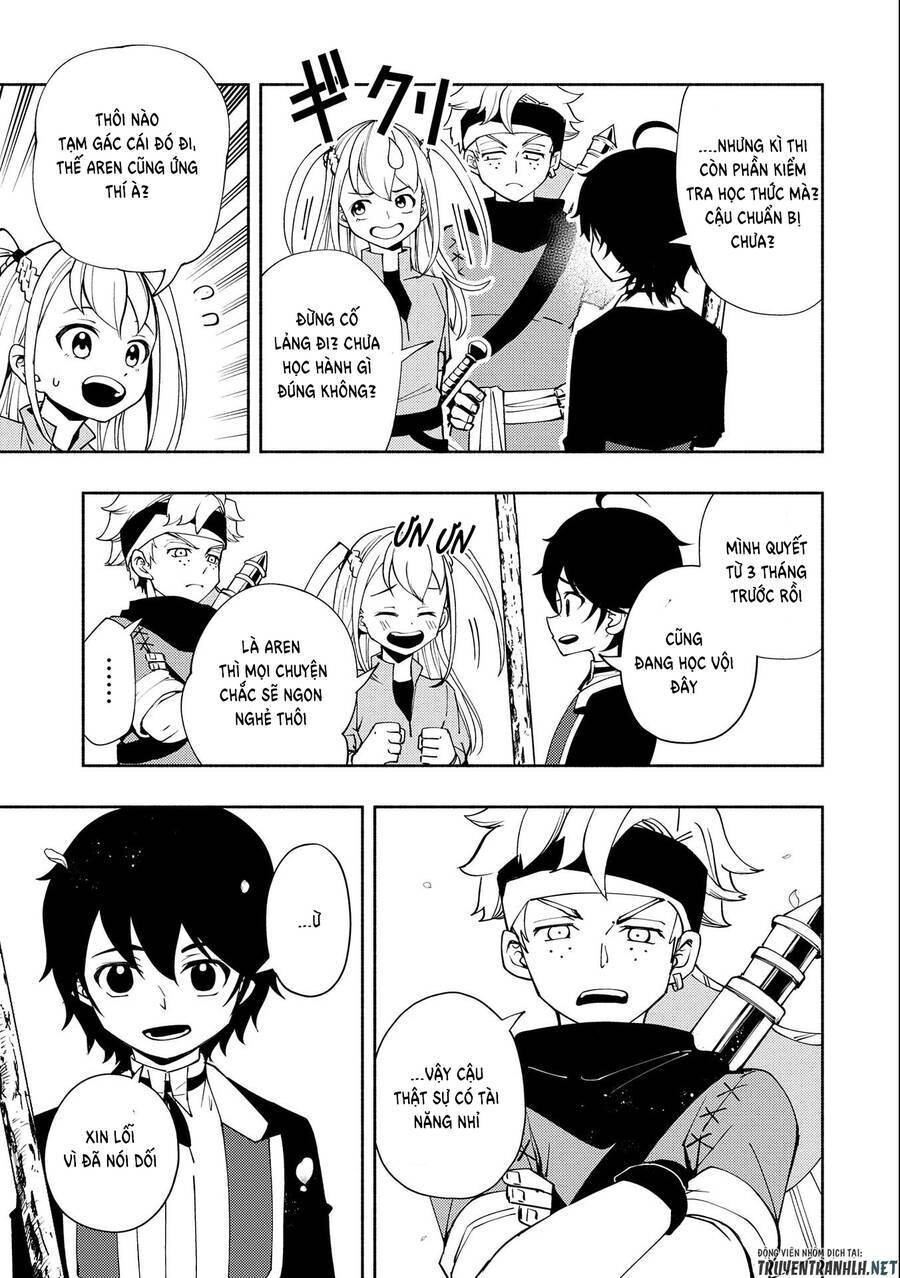 ....NHƯNG KÌ THI
CÒN PHẦN KIỂM
TRA HỌC THỨC MÀ?
CẬU CHUẨN BỊ
CHƯA?
ギクリ
ĐỪNG CỐ
LẢNG ĐI? CHƯA
HỌC HÀNH GÌ
ĐÚNG KHÔNG?
THÔI NÀO
TẠM GÁC CÁI ĐÓ ĐI,
THẾ AREN CŨNG ỨNG
THÍ À?
MÌNH QUYẾT
TỪ 3 THÁNG
TRƯỚC RỒI
CŨNG
ĐANG HỌC VỘI
ĐÂY
ƯN ƯN
LÀ AREN
THÌ MỌI CHUYỆN
CHẮC SẼ NGON
NGHẺ THÔI
......
...VẬY CẬU
THẬT SỰ CÓ TÀI
NĂNG NHỈ
...Ừ
XIN LỖI
VÌ ĐÃ NÓI DỐI
ĐỘNG VIÊN NHÓM DỊCH TẠI:
TRUYENTRANHLH.NET